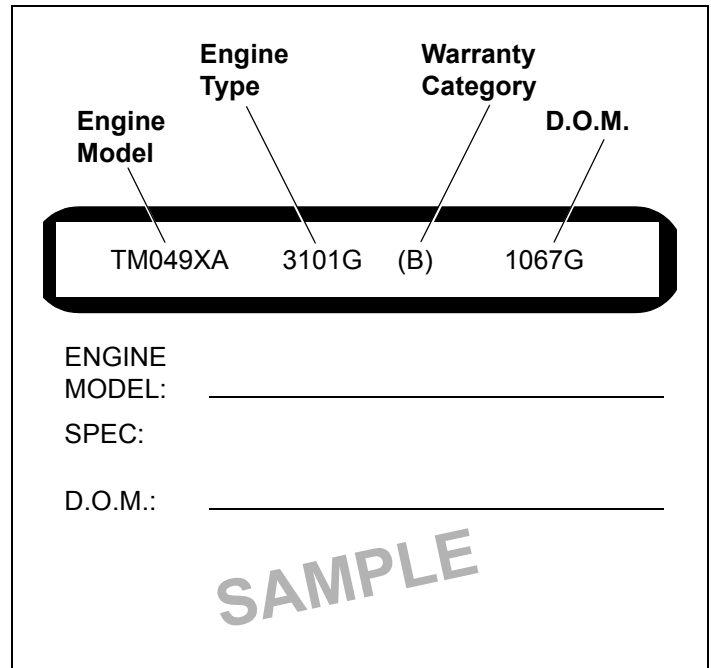 Engine
Type
Warranty
Category
Engine
Model
D.O.M.
TM049XA 3101G (B) 1067G
ENGINE
MODEL:
SPEC:
D.O.M.:
SAMPLE